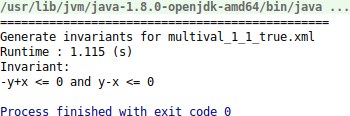 /usr/lib/jvm/java-1.8.0-openjdk-amd64/bin/java ...
===============================================
Generate invariants for multival_1_1_true.xml
Runtime : 1.115 (s)
Invariant:
-y+x <= 0 and y-x <= 0
Process finished with exit code 0